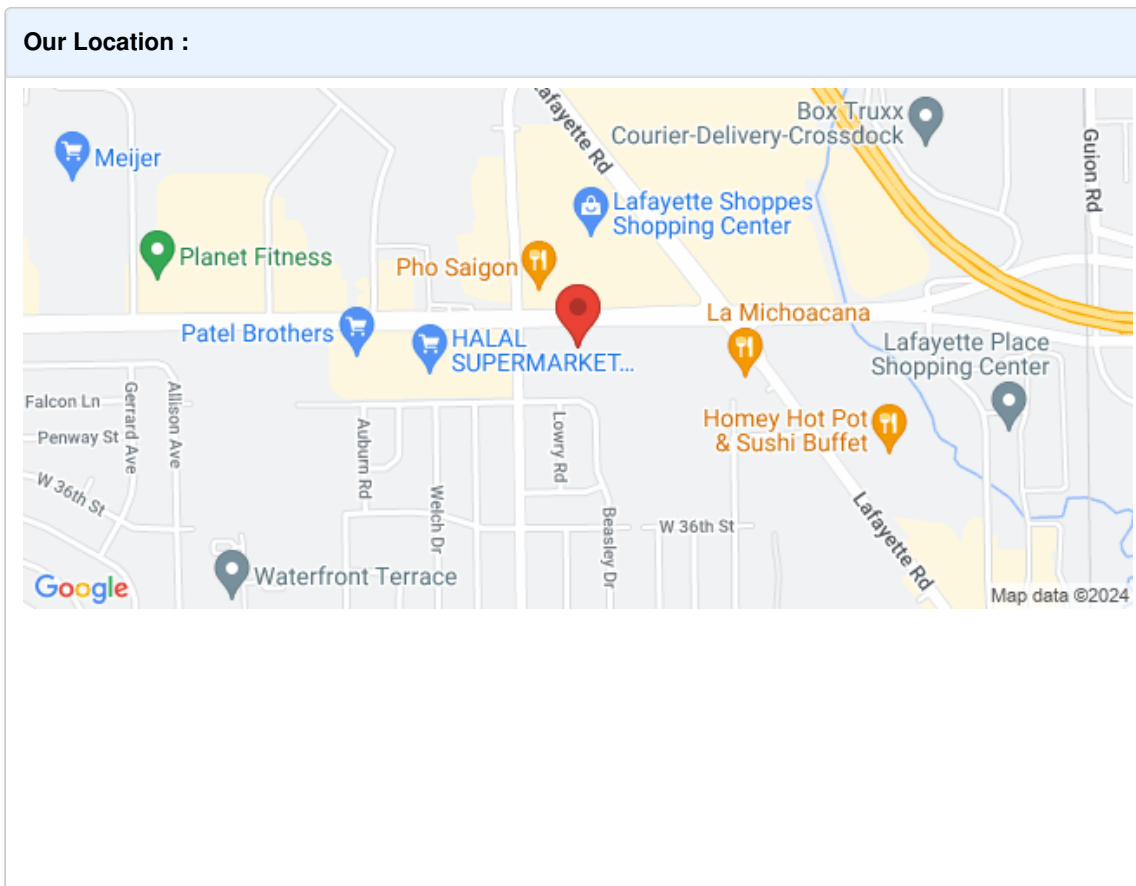 Our Location :
Lafayette Rd
Box Truxx
Courier-Delivery-Crossdock
Guion Rd
Meijer
Lafayette Shoppes
Shopping Center
Planet Fitness
Pho Saigon
La Michoacana
Patel Brothers
HALAL
SUPERMARKET...
Lafayette Place
Shopping Center
Falcon Ln
Gerrard Ave
Allison Ave
Penway St
Auburn Rd
Lowry Rd
Homey Hot Pot
& Sushi Buffet
W 36th St
Welch Dr
Beasley Dr
W 36th St
Lafayette Rd
Waterfront Terrace
Google
Map data ©2024